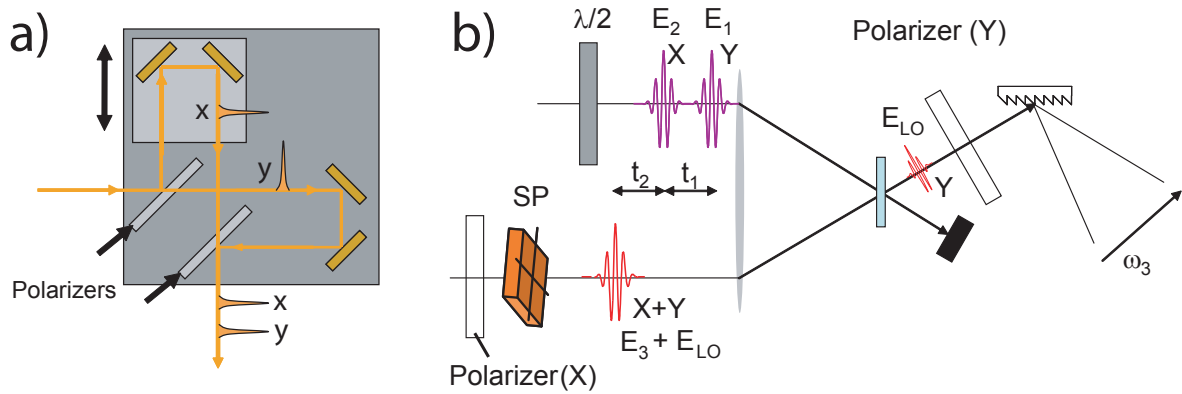 a)
x
y
Polarizers
x
y
b)
λ/2
E2
E1
X
Y
Polarizer (Y)
ELO
Y
t2
t1
SP
X+Y
E3 + ELO
Polarizer (X)
ω3